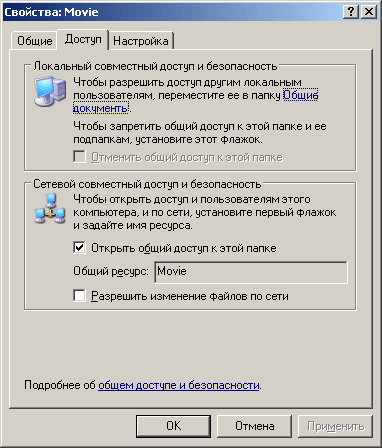 Свойства: Movie
Общие Доступ Настройка
Локальный совместный доступ и безопасность
Чтобы разрешить доступ другим локальным
пользователям, переместите ее в папку Общие
документы.
Чтобы запретить общий доступ к этой папке и ее
подпапкам, установите этот флажок.
Отменить общий доступ к этой папке
Сетевой совместный доступ и безопасность
Чтобы открыть доступ и пользователям этого
компьютера, и по сети, установите первый флажок
и задайте имя ресурса.
Открыть общий доступ к этой папке
Общий ресурс: Movie
Разрешить изменение файлов по сети
Подробнее об общем доступе и безопасности.
OK Отмена Применить